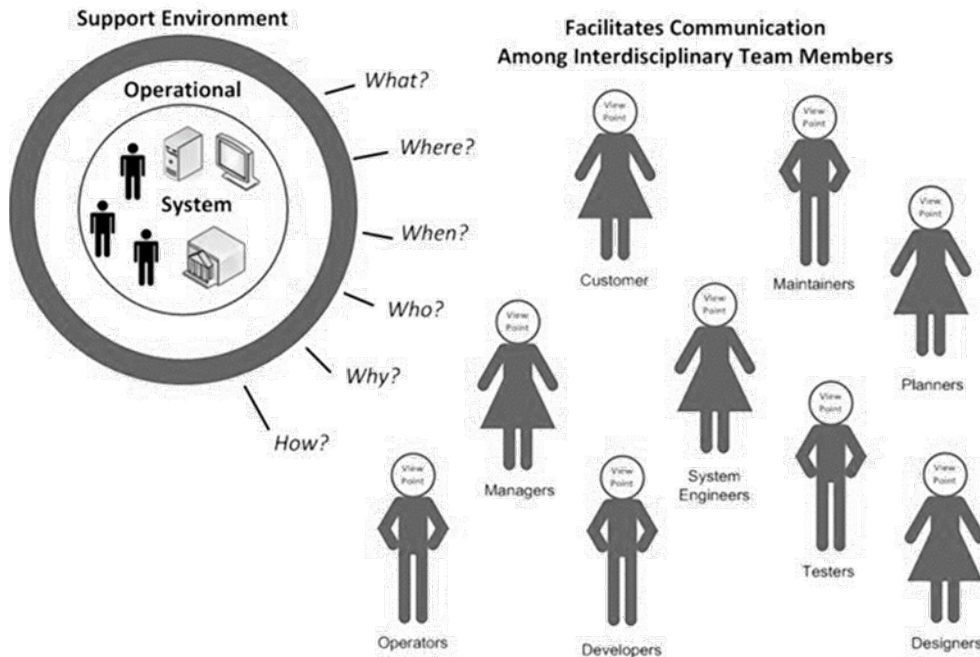 Support Environment
Operational
System
What?
Where?
When?
Who?
Why?
How?
Facilitates Communication
Among Interdisciplinary Team Members
View
Point
Customer
View
Point
Maintainers
View
Point
Planners
View
Point
Managers
View
Point
System
Engineers
View
Point
Testers
View
Point
Operators
View
Point
Developers
View
Point
Designers